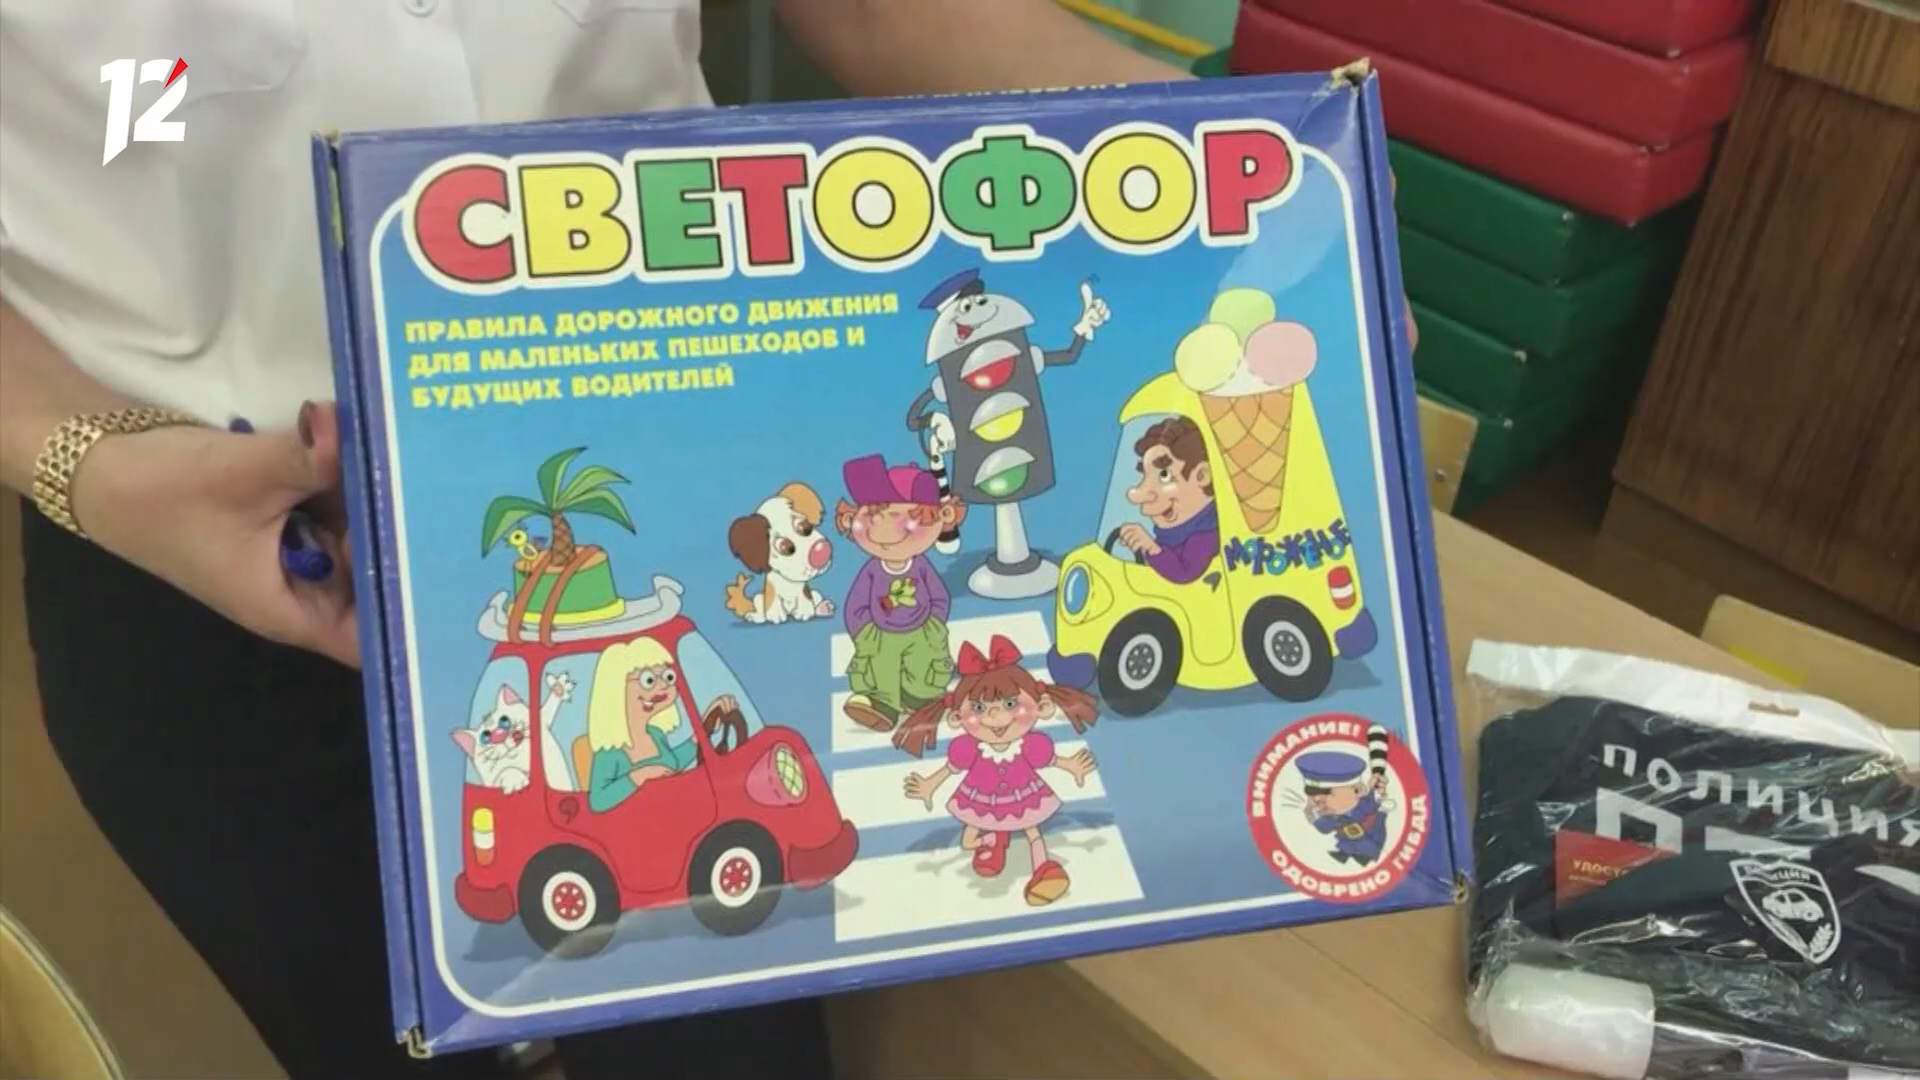 12
СВЕТОФОР
ПРАВИЛА ДОРОЖНОГО ДВИЖЕНИЯ
ДЛЯ МАЛЕНЬКИХ ПЕШЕХОДОВ И
БУДУЩИХ ВОДИТЕЛЕЙ
МОРОЖЕНОЕ
ВНИМАНИЕ!
ОДОБРЕНО ГИБДД
ПОЛИЦИЯ
ПОЛИЦИЯ